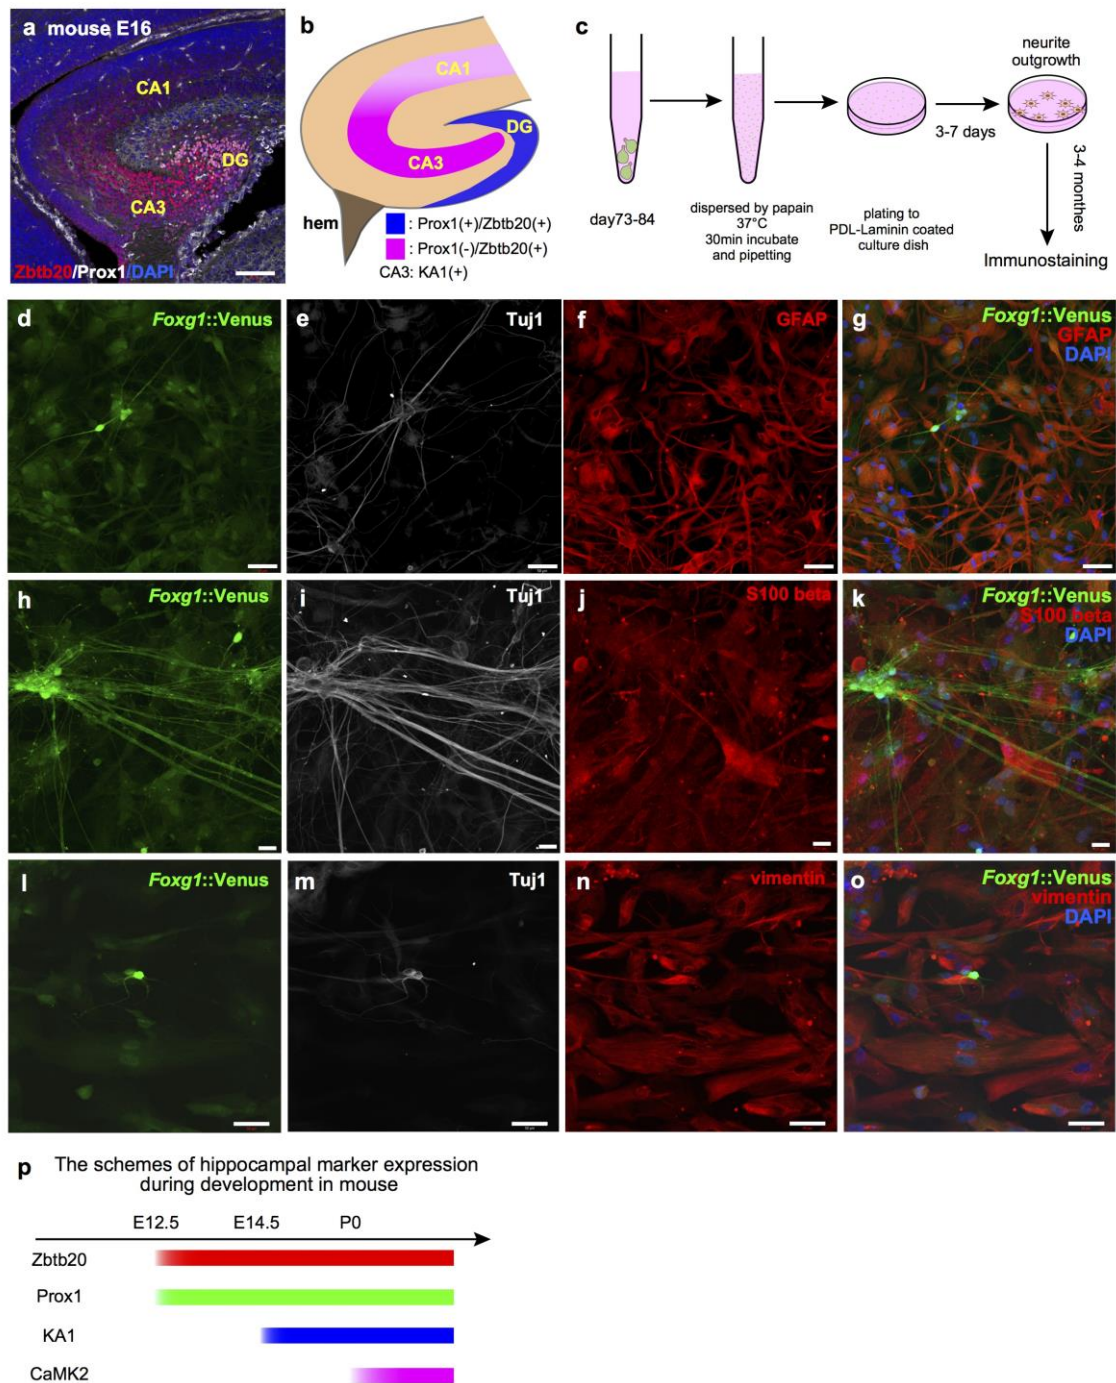 a mouse E16
CA1
DG
CA3
Zbtb20/Prox1/DAPI
b
CA1
DG
CA3
hem
: Prox1(+)/Zbtb20(+)
: Prox1(-)/Zbtb20(+)
CA3: KA1(+)
c
neurite
outgrowth
3-7 days
day73-84
dispersed by papain
37°C
30min incubate
and pipetting
plating to
PDL-Laminin coated
culture dish
3-4 monthes
Immunostaining
d Foxg1::Venus
e Tuj1
f GFAP
g Foxg1::Venus
GFAP
DAPI
h Foxg1::Venus
i Tuj1
j S100 beta
k Foxg1::Venus
S100 beta
DAPI
l Foxg1::Venus
m Tuj1
n vimentin
o Foxg1::Venus
vimentin
DAPI
p The schemes of hippocampal marker expression
during development in mouse
E12.5 E14.5 P0
Zbtb20
Prox1
KA1
CaMK2